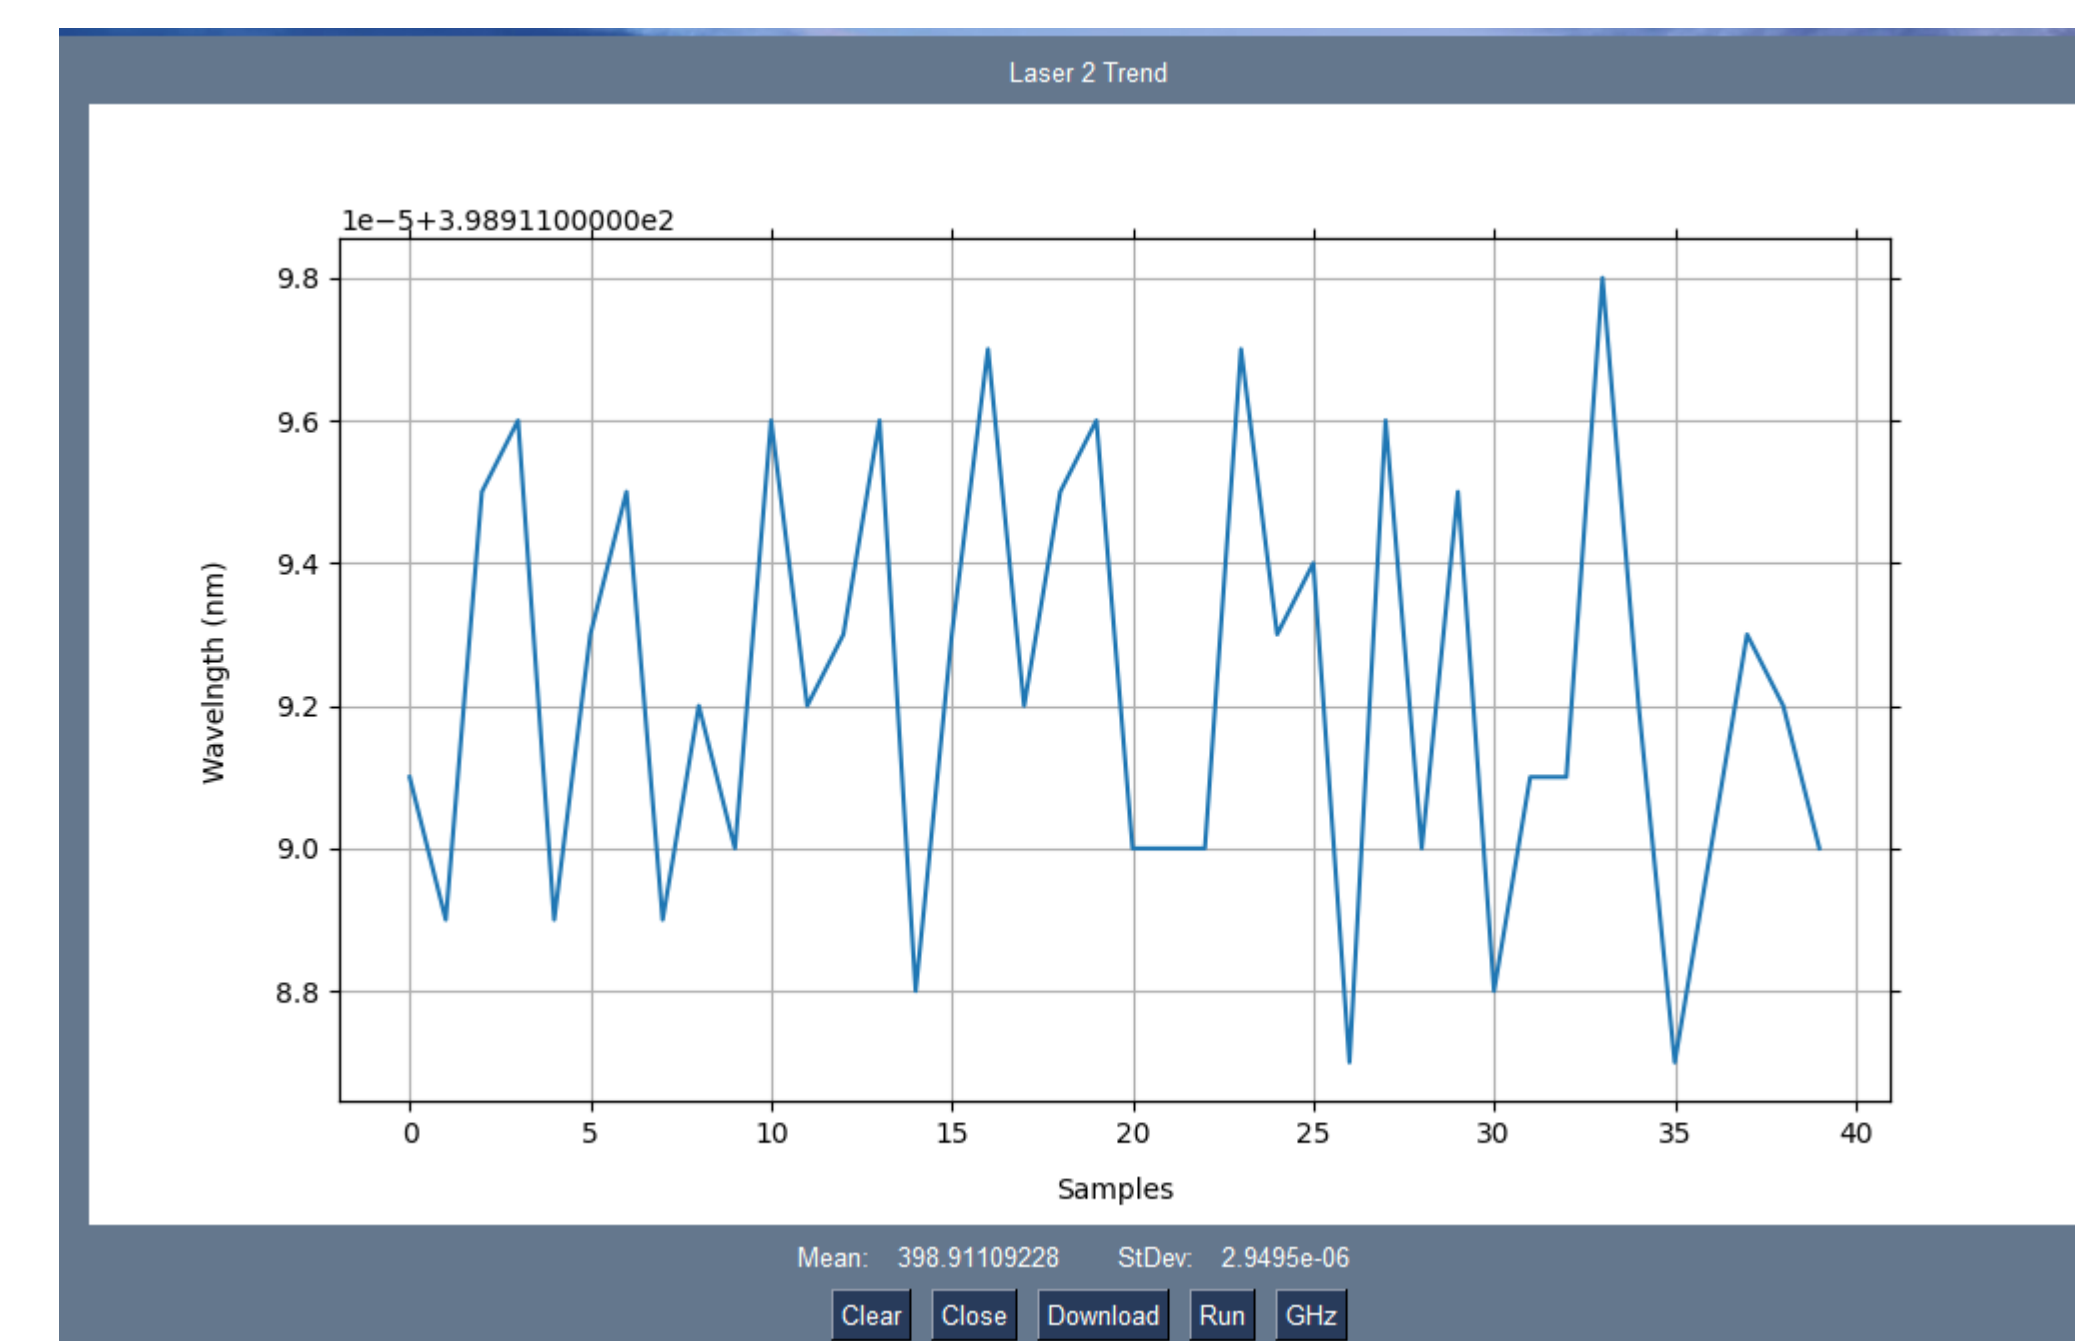 Laser 2 Trend
1e−5+3.9891100000e2
9.8
9.6
9.4
9.2
9.0
8.8
Wavelngth (nm)
0 5 10 15 20 25 30 35 40
Samples
Mean: 398.91109228 StDev: 2.9495e-06
Clear Close Download Run GHz